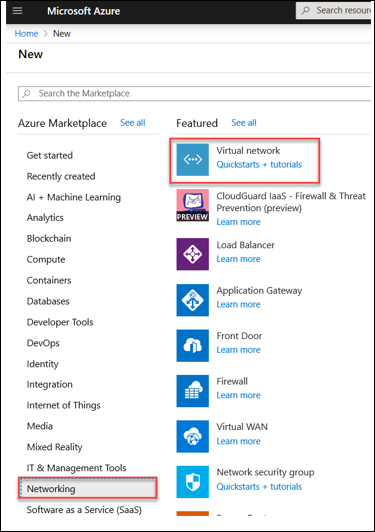 Microsoft Azure
Search resour
Home > New
New
Search the Marketplace
Azure Marketplace See all
Get started
Recently created
AI + Machine Learning
Analytics
Blockchain
Compute
Containers
Databases
Developer Tools
DevOps
Identity
Integration
Internet of Things
Media
Mixed Reality
IT & Management Tools
Networking
Software as a Service (SaaS)
Featured See all
Virtual network
Quickstarts + tutorials
PREVIEW
CloudGuard IaaS - Firewall & Threat
Prevention (preview)
Learn more
Load Balancer
Learn more
Application Gateway
Learn more
Front Door
Learn more
Firewall
Learn more
Virtual WAN
Learn more
Network security group
Quickstarts + tutorials